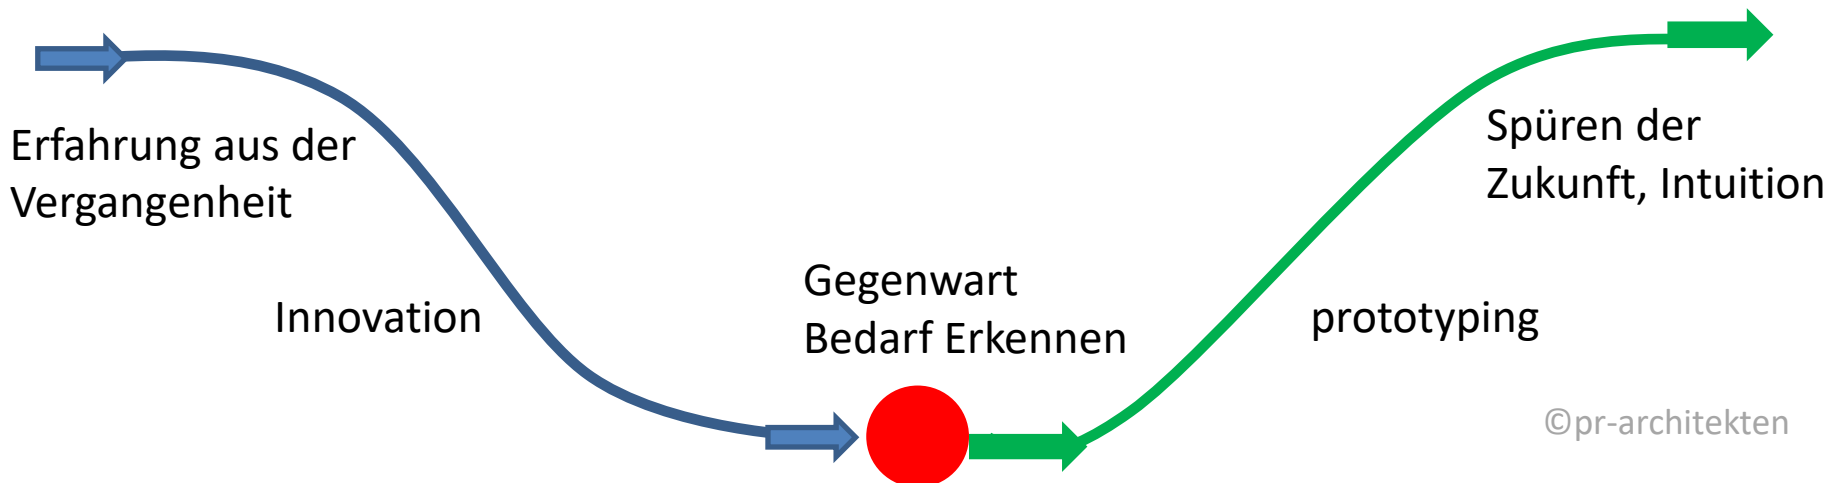 Erfahrung aus der
Vergangenheit
Innovation
Gegenwart
Bedarf Erkennen
Spüren der
Zukunft, Intuition
prototyping
©pr-architekten